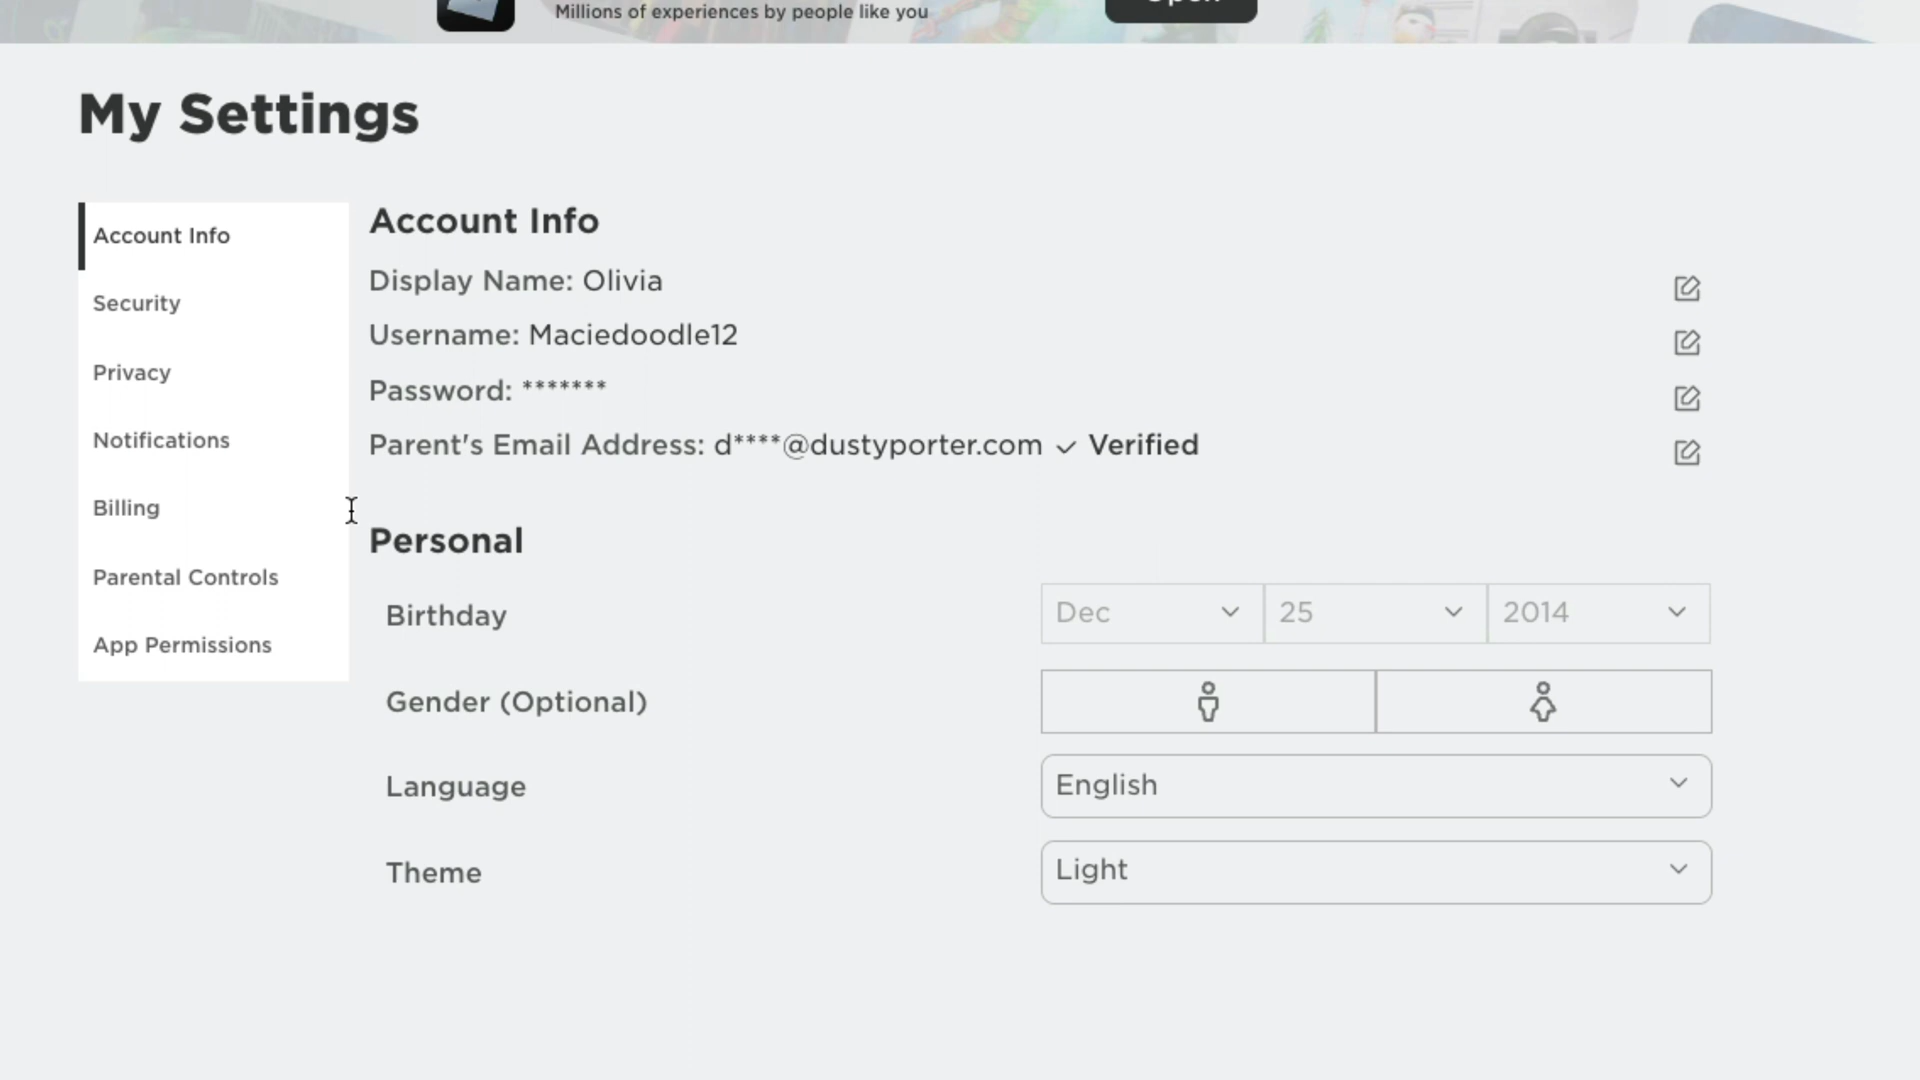 Millions of experiences by people like you
Open
My Settings
Account Info
Security
Privacy
Notifications
Billing
Parental Controls
App Permissions
Account Info
Display Name: Olivia
Username: Maciedoodle12
Password: *******
Parent's Email Address: d****@dustyporter.com ✓ Verified
Personal
Birthday
Dec 25 2014
Gender (Optional)
Language
English
Theme
Light